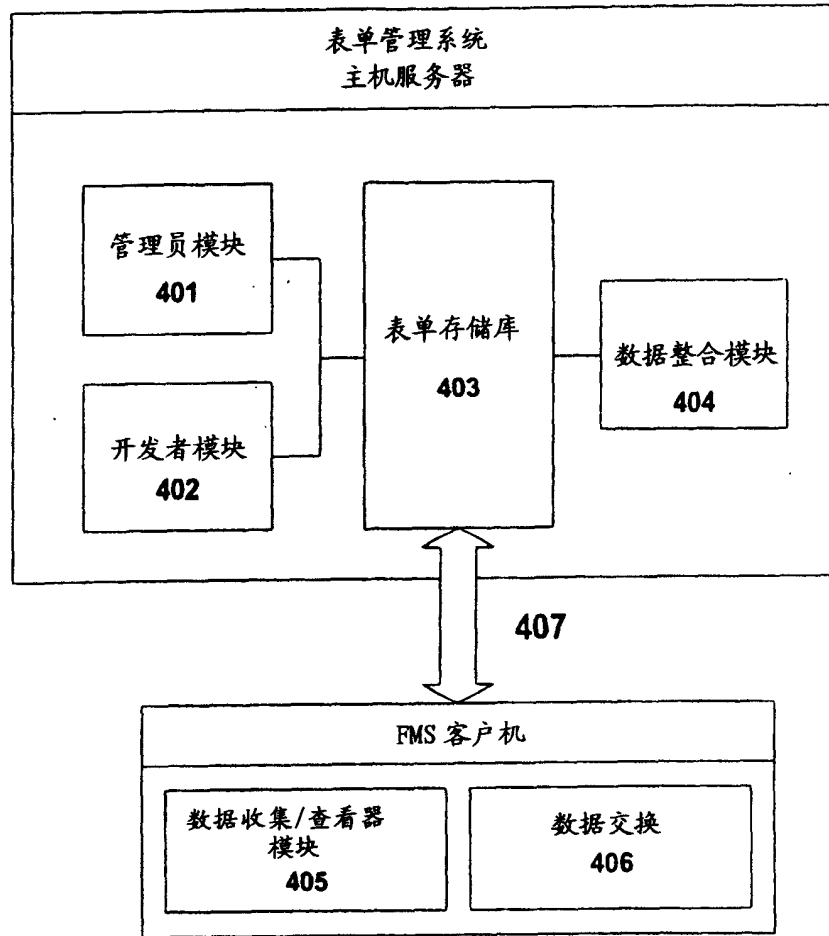 表单管理系统
主机服务器
管理员模块
401
开发者模块
402
表单存储库
403
数据整合模块
404
407
FMS 客户机
数据收集/查看器
模块
405
数据交换
406